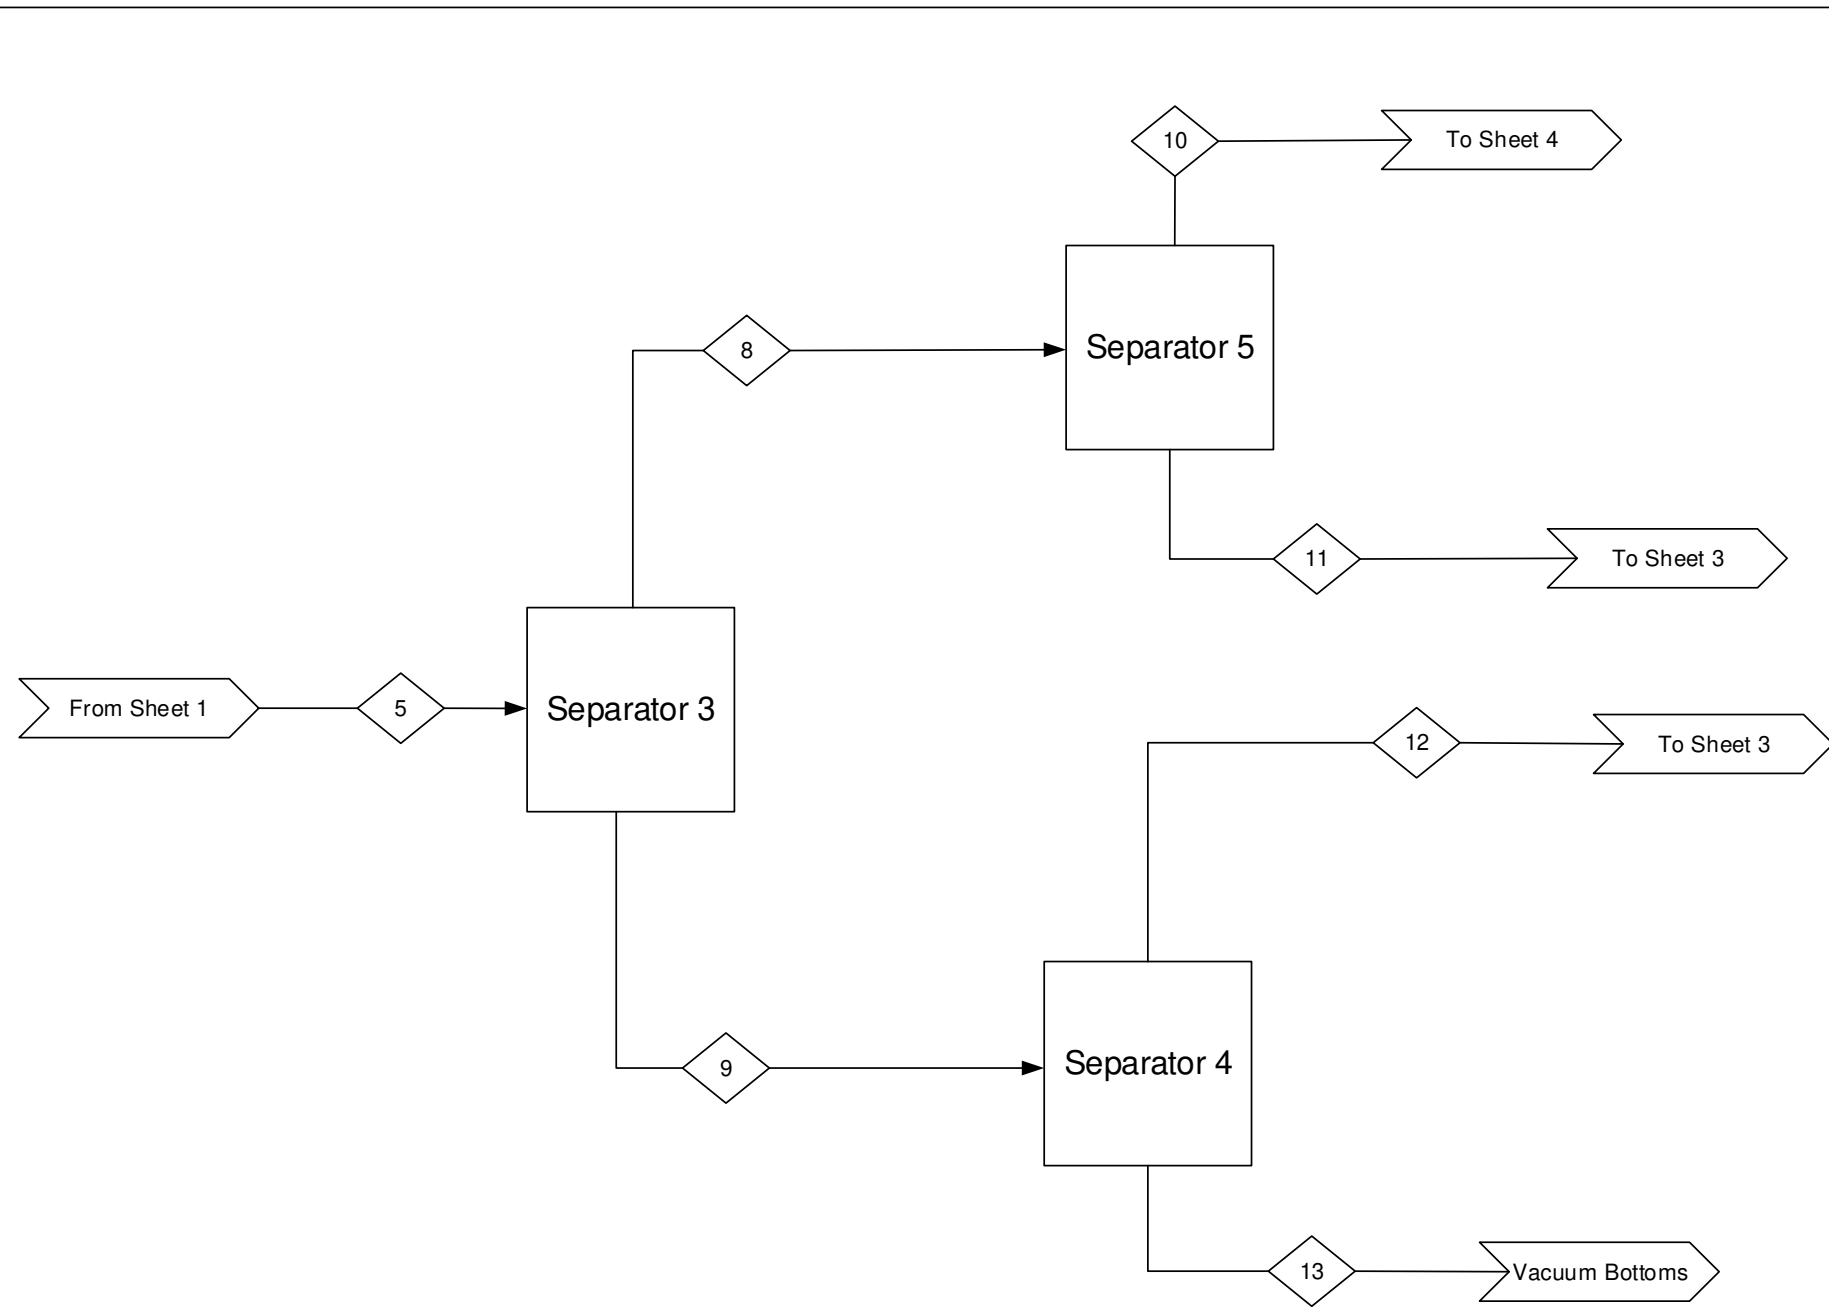 10
To Sheet 4
8
Separator 5
11
To Sheet 3
From Sheet 1
5
Separator 3
12
To Sheet 3
9
Separator 4
13
Vacuum Bottoms